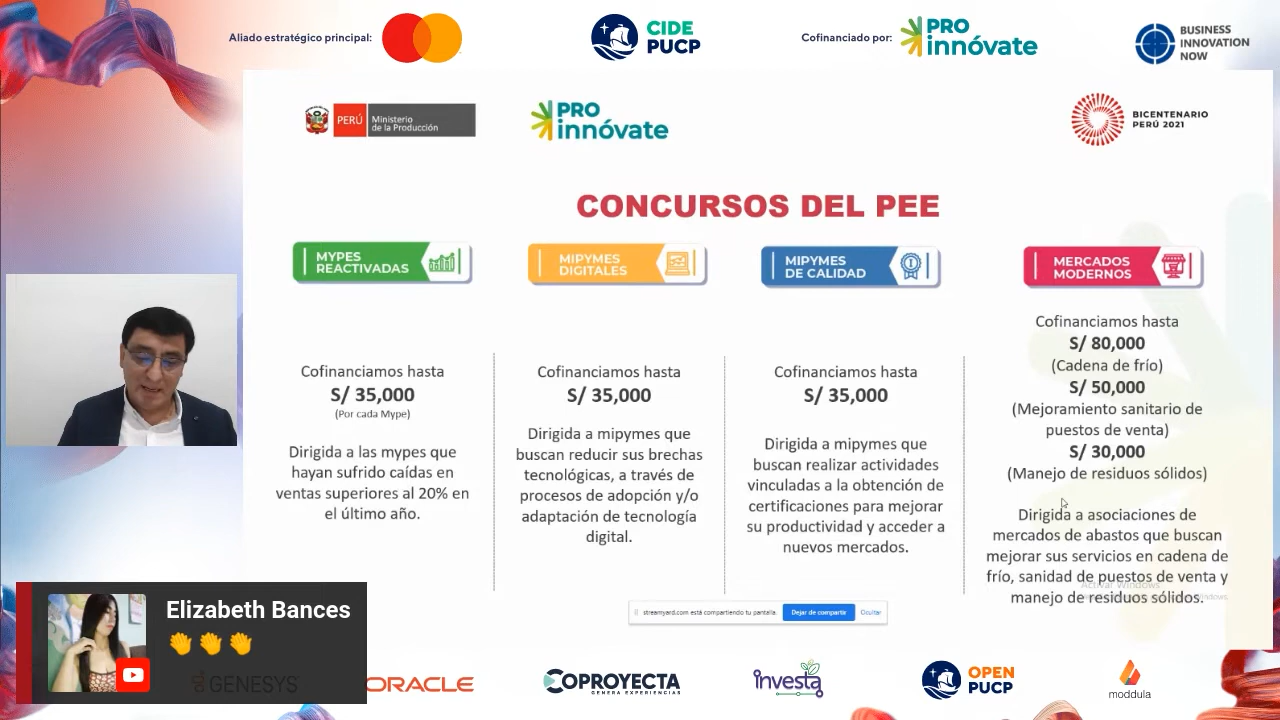 Aliado estratégico principal:
CIDE
PUCP
Cofinanciado por:
PRO
innóvate
BUSINESS
INNOVATION
NOW
PERÚ
Ministerio
de la Producción
PRO
innóvate
BICENTENARIO
PERÚ 2021
CONCURSOS DEL PEE
MYPES
REACTIVADAS
Cofinanciamos hasta
S/ 35,000
(Por cada Mype)
Dirigida a las mypes que
hayan sufrido caídas en
ventas superiores al 20% en
el último año.
MIPYMES
DIGITALES
Cofinanciamos hasta
S/ 35,000
Dirigida a mipymes que
buscan reducir sus brechas
tecnológicas, a través de
procesos de adopción y/o
adaptación de tecnología
digital.
MIPYMES
DE CALIDAD
Cofinanciamos hasta
S/ 35,000
Dirigida a mipymes que
buscan realizar actividades
vinculadas a la obtención de
certificaciones para mejorar
su productividad y acceder a
nuevos mercados.
MERCADOS
MODERNOS
Cofinanciamos hasta
S/ 80,000
(Cadena de frío)
S/ 50,000
(Mejoramiento sanitario de
puestos de venta)
S/ 30,000
(Manejo de residuos sólidos)
Dirigida a asociaciones de
mercados de abastos que buscan
mejorar sus servicios en cadena de
frío, sanidad de puestos de venta y
manejo de residuos sólidos.
Activar Windows
streamyard.com está compartiendo tu pantalla.
Dejar de compartir
Ocultar
Elizabeth Bances
👏 👏 👏
GENESYS
ORACLE
COPROYECTA
GENERA EXPERIENCIAS
investa
OPEN
PUCP
moddula